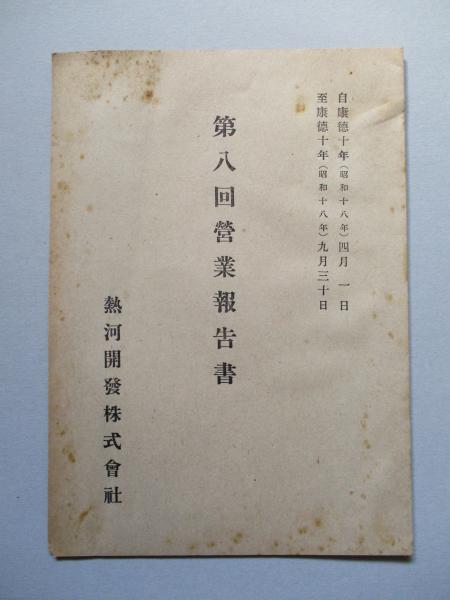 自康德十年（昭和十八年）四月一日
至康德十年（昭和十八年）九月三十日
第八回營業報告書
熱河開發株式會社